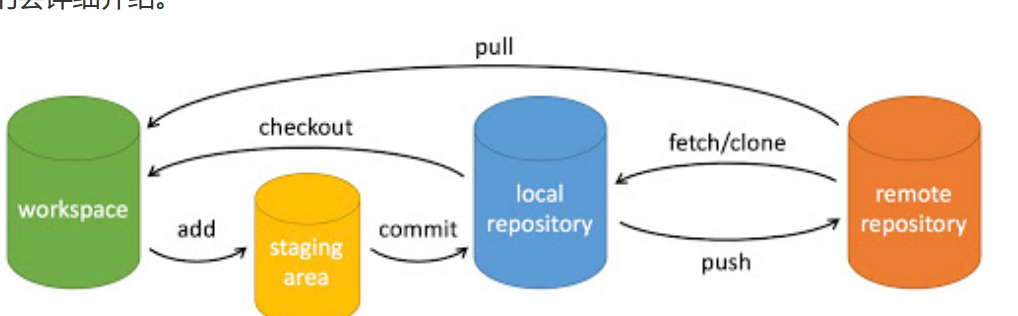 们会详细介绍。
pull
checkout
fetch/clone
workspace
add
staging
area
commit
local
repository
push
remote
repository